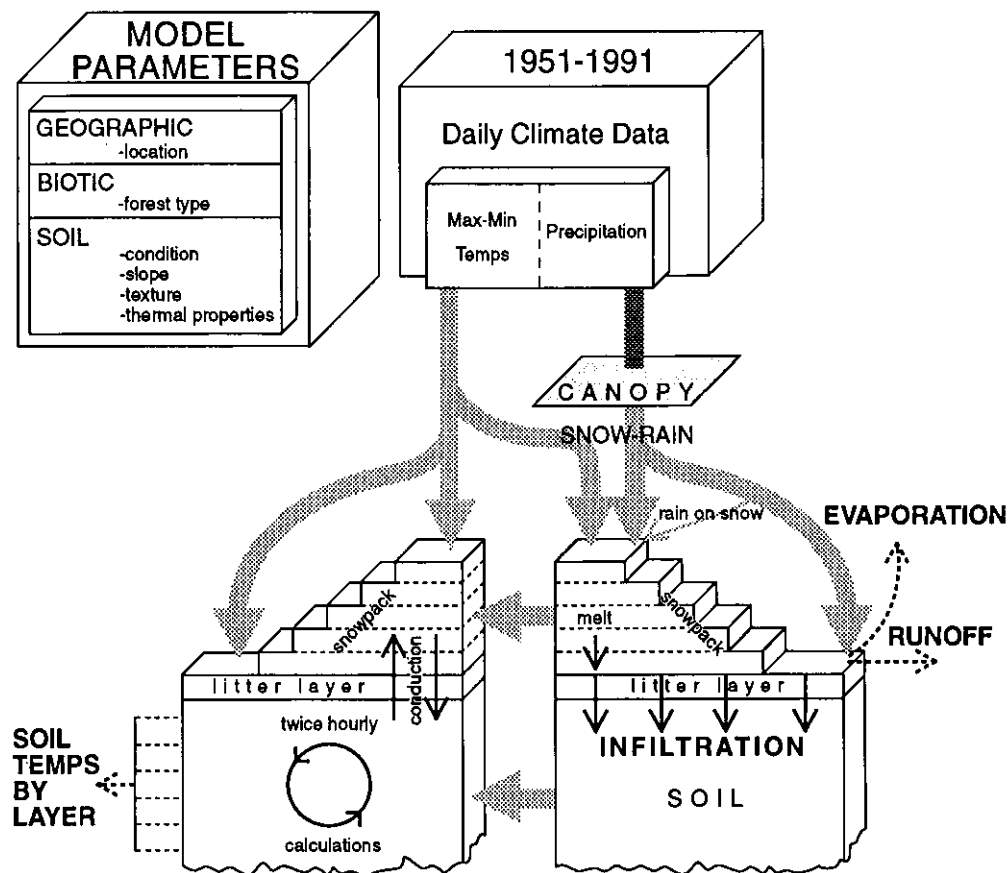 MODEL
PARAMETERS
GEOGRAPHIC
-location
BIOTIC
-forest type
SOIL
-condition
-slope
-texture
-thermal properties
1951-1991
Daily Climate Data
Max-Min
Temps
Precipitation
CANOPY
SNOW-RAIN
rain on snow
EVAPORATION
RUNOFF
snowpack
conduction
litter layer
twice hourly
calculations
SOIL
TEMPS
BY
LAYER
melt
snowpack
litter layer
INFILTRATION
SOIL